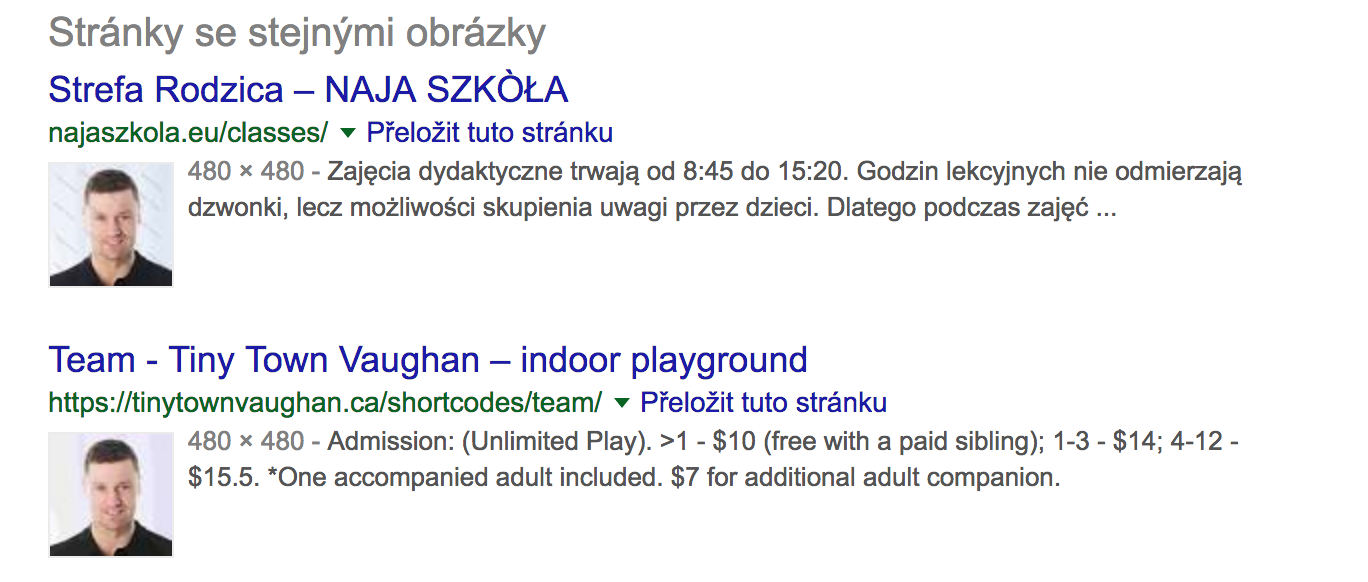 Stránky se stejnými obrázky
Strefa Rodzica – NAJA SZKÒŁA
najaszkola.eu/classes/ ▼ Přeložit tuto stránku
480 × 480 - Zajęcia dydaktyczne trwają od 8:45 do 15:20. Godzin lekcyjnych nie odmierzają
dzwonki, lecz możliwości skupienia uwagi przez dzieci. Dlatego podczas zajęć ...
Team - Tiny Town Vaughan – indoor playground
https://tinytownvaughan.ca/shortcodes/team/ ▼ Přeložit tuto stránku
480 × 480 - Admission: (Unlimited Play). >1 - $10 (free with a paid sibling); 1-3 - $14; 4-12 -
$15.5. *One accompanied adult included. $7 for additional adult companion.